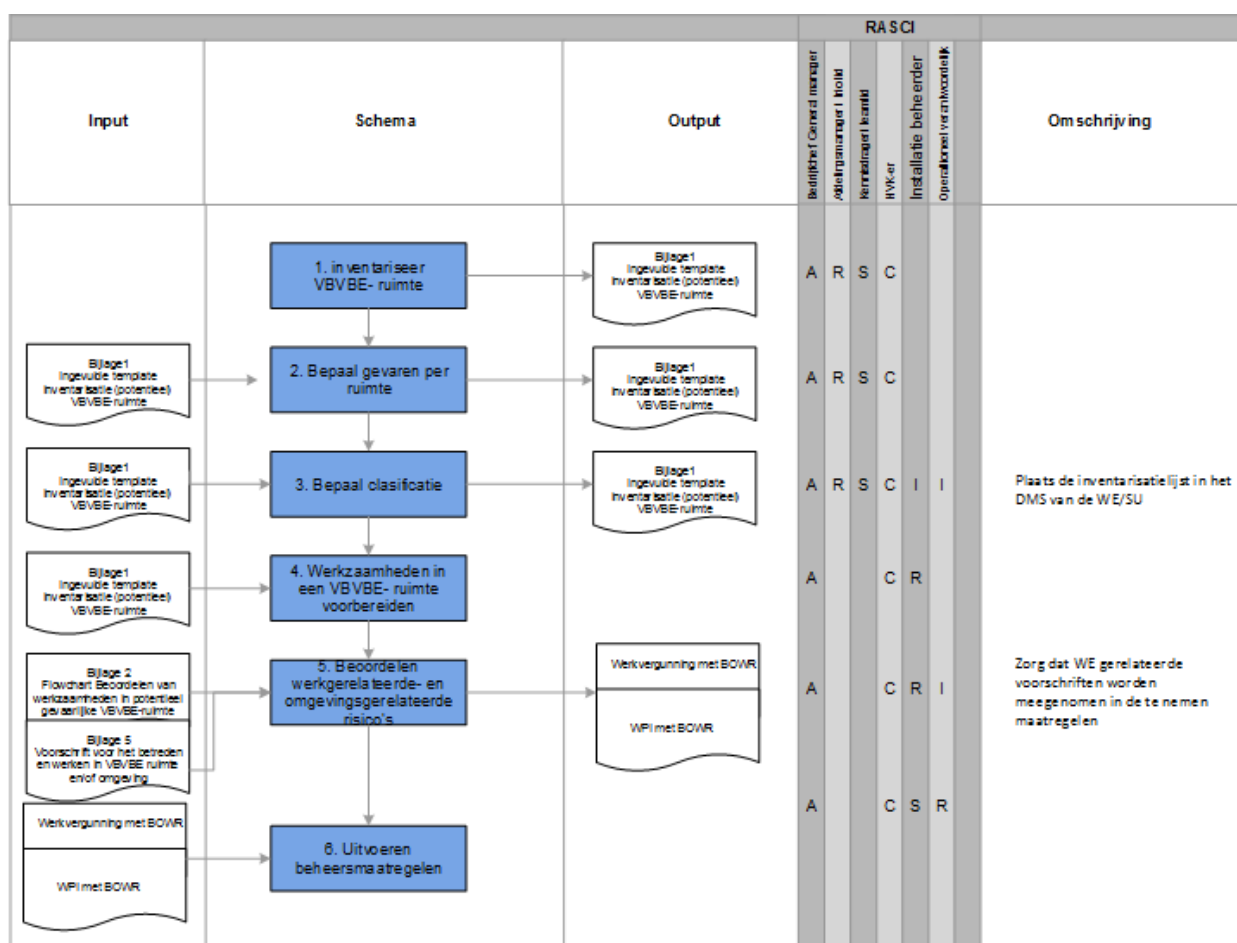 RASCI
Input
Schema
Output
Bedrijfchef General manager
Kennisdrager/ teamlid
HVK-er
Installatie beheerder
Operationeel verantwoordelijk
Omschrijving
1. inventariseer
VBVBE- ruimte
Bijlage1
Ingevulde template
Inventarisatie (potentieel)
VBVBE-ruimte
A R S C
Bijlage1
Ingevulde template
Inventarisatie (potentieel)
VBVBE-ruimte
2. Bepaal gevaren per
ruimte
Bijlage1
Ingevulde template
Inventarisatie (potentieel)
VBVBE-ruimte
A R S C
Bijlage1
Ingevulde template
Inventarisatie (potentieel)
VBVBE-ruimte
3. Bepaal clasificatie
Bijlage1
Ingevulde template
Inventarisatie (potentieel)
VBVBE-ruimte
A R S C I I
Plaats de inventarisatielijst in het
DMS van de WE/SU
Bijlage1
Ingevulde template
Inventarisatie (potentieel)
VBVBE-ruimte
4. Werkzaamheden in
een VBVBE- ruimte
voorbereiden
A C R
Bijlage 2
Flowchart Beoordelen van
werkzaamheden in potentieel
gevaarlijke VBVBE-ruimte
Bijlage 5
Voorschrift voor het betreden
en werken in VBVBE ruimte
en/of omgeving
5. Beoordelen
werkgerelateerde- en
omgevingsgerelateerde
risico's
Werkvergunning met BOWR
WPI met BOWR
A C R I
Zorg dat WE gerelateerde
voorschriften worden
meegenomen in de te nemen
maatregelen
A C S R
Werkvergunning met BOWR
WPI met BOWR
6. Uitvoeren
beheersmaatregelen